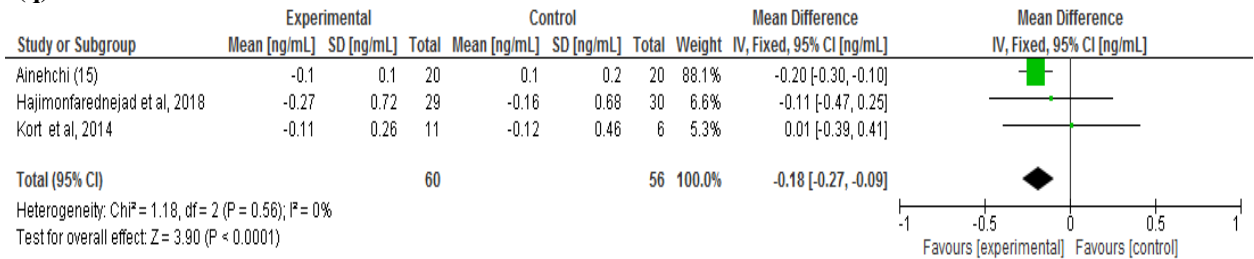 Experimental Control Mean Difference Mean Difference
Study or Subgroup Mean [ng/mL] SD [ng/mL] Total Mean [ng/mL] SD [ng/mL] Total Weight IV, Fixed, 95% CI [ng/mL] IV, Fixed, 95% CI [ng/mL]
Ainehchi (15) -0.1 0.1 20 0.1 0.2 20 88.1% -0.20 [-0.30, -0.10]
Hajimonfarednejad et al, 2018 -0.27 0.72 29 -0.16 0.68 30 6.6% -0.11 [-0.47, 0.25]
Kort et al, 2014 -0.11 0.26 11 -0.12 0.46 6 5.3% 0.01 [-0.39, 0.41]
Total (95% CI) 60 56 100.0% -0.18 [-0.27, -0.09]
Heterogeneity: Chi² = 1.18, df = 2 (P = 0.56); I² = 0%
Test for overall effect: Z = 3.90 (P < 0.0001)
-1 -0.5 0 0.5 1
Favours [experimental] Favours [control]